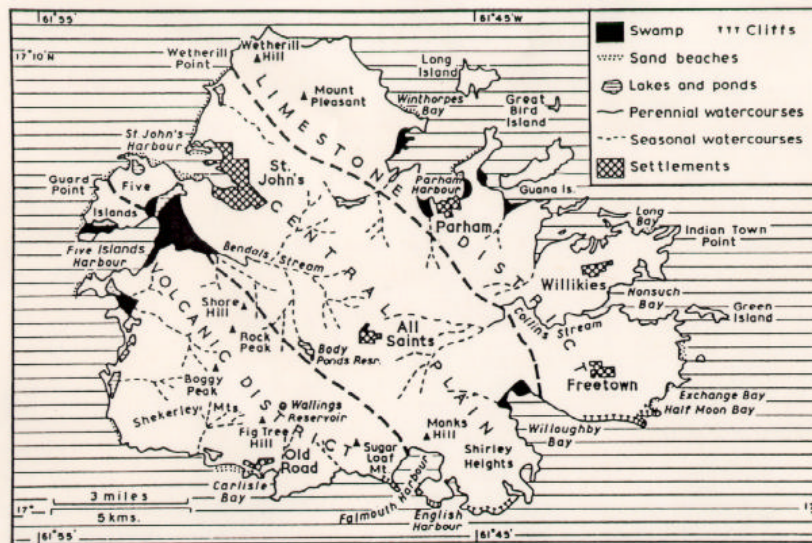 61°55'
61°45'W
17°10'N
Wetherill
Point
Wetherill
Hill
Mount
Pleasant
Long
Island
Winthorpes
Bay
Great
Bird
Island
St John's
Harbour
St.
John's
Guard
Point
Five
Islands
Five Islands
Harbour
Parham
Harbour
Parham
Guana Is.
Long
Bay
Indian Town
Point
Willikies
Nonsuch
Bay
Green
Island
LIMESTONE DISTRICT
CENTRAL PLAIN
VOLCANIC DISTRICT
Bendals Stream
Shore
Hill
Rock
Peak
Body
Ponds Resr.
All
Saints
Collins Stream
Freetown
Exchange Bay
Half Moon Bay
Boggy
Peak
Shekerley Mts.
Wallings
Reservoir
Fig Tree
Hill
Old
Road
Sugar
Loaf
Mt.
Monks
Hill
Willoughby
Bay
Shirley
Heights
Carlisle
Bay
Falmouth Harbour
English
Harbour
3 miles
5 kms.
17°
61°55'
61°45'
Swamp
Cliffs
Sand beaches
Lakes and ponds
Perennial watercourses
Seasonal watercourses
Settlements